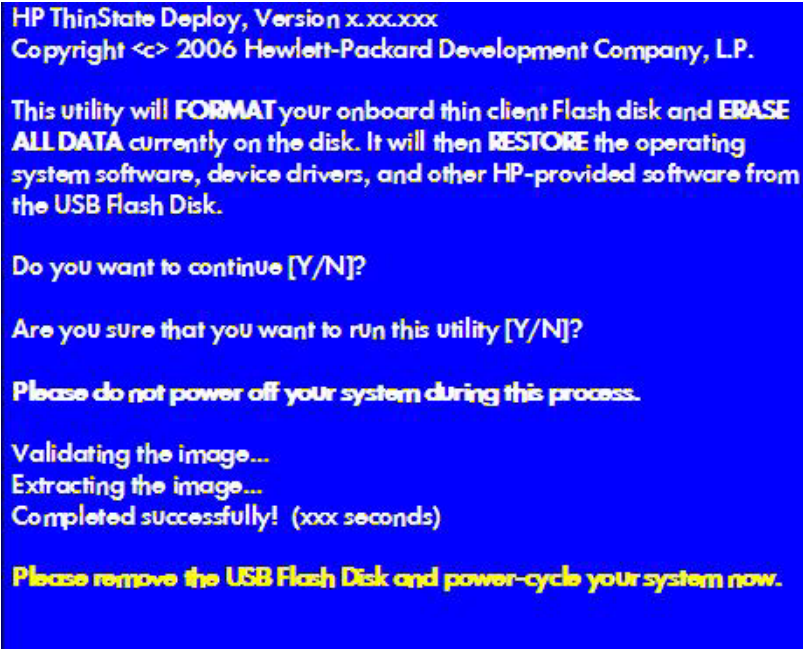 HP ThinState Deploy, Version x.xx.xxx
Copyright <c> 2006 Hewlett-Packard Development Company, L.P.
This utility will FORMAT your onboard thin client Flash disk and ERASE
ALL DATA currently on the disk. It will then RESTORE the operating
system software, device drivers, and other HP-provided software from
the USB Flash Disk.
Do you want to continue [Y/N]?
Are you sure that you want to run this utility [Y/N]?
Please do not power off your system during this process.
Validating the image...
Extracting the image...
Completed successfully! (xxx seconds)
Please remove the USB Flash Disk and power-cycle your system now.